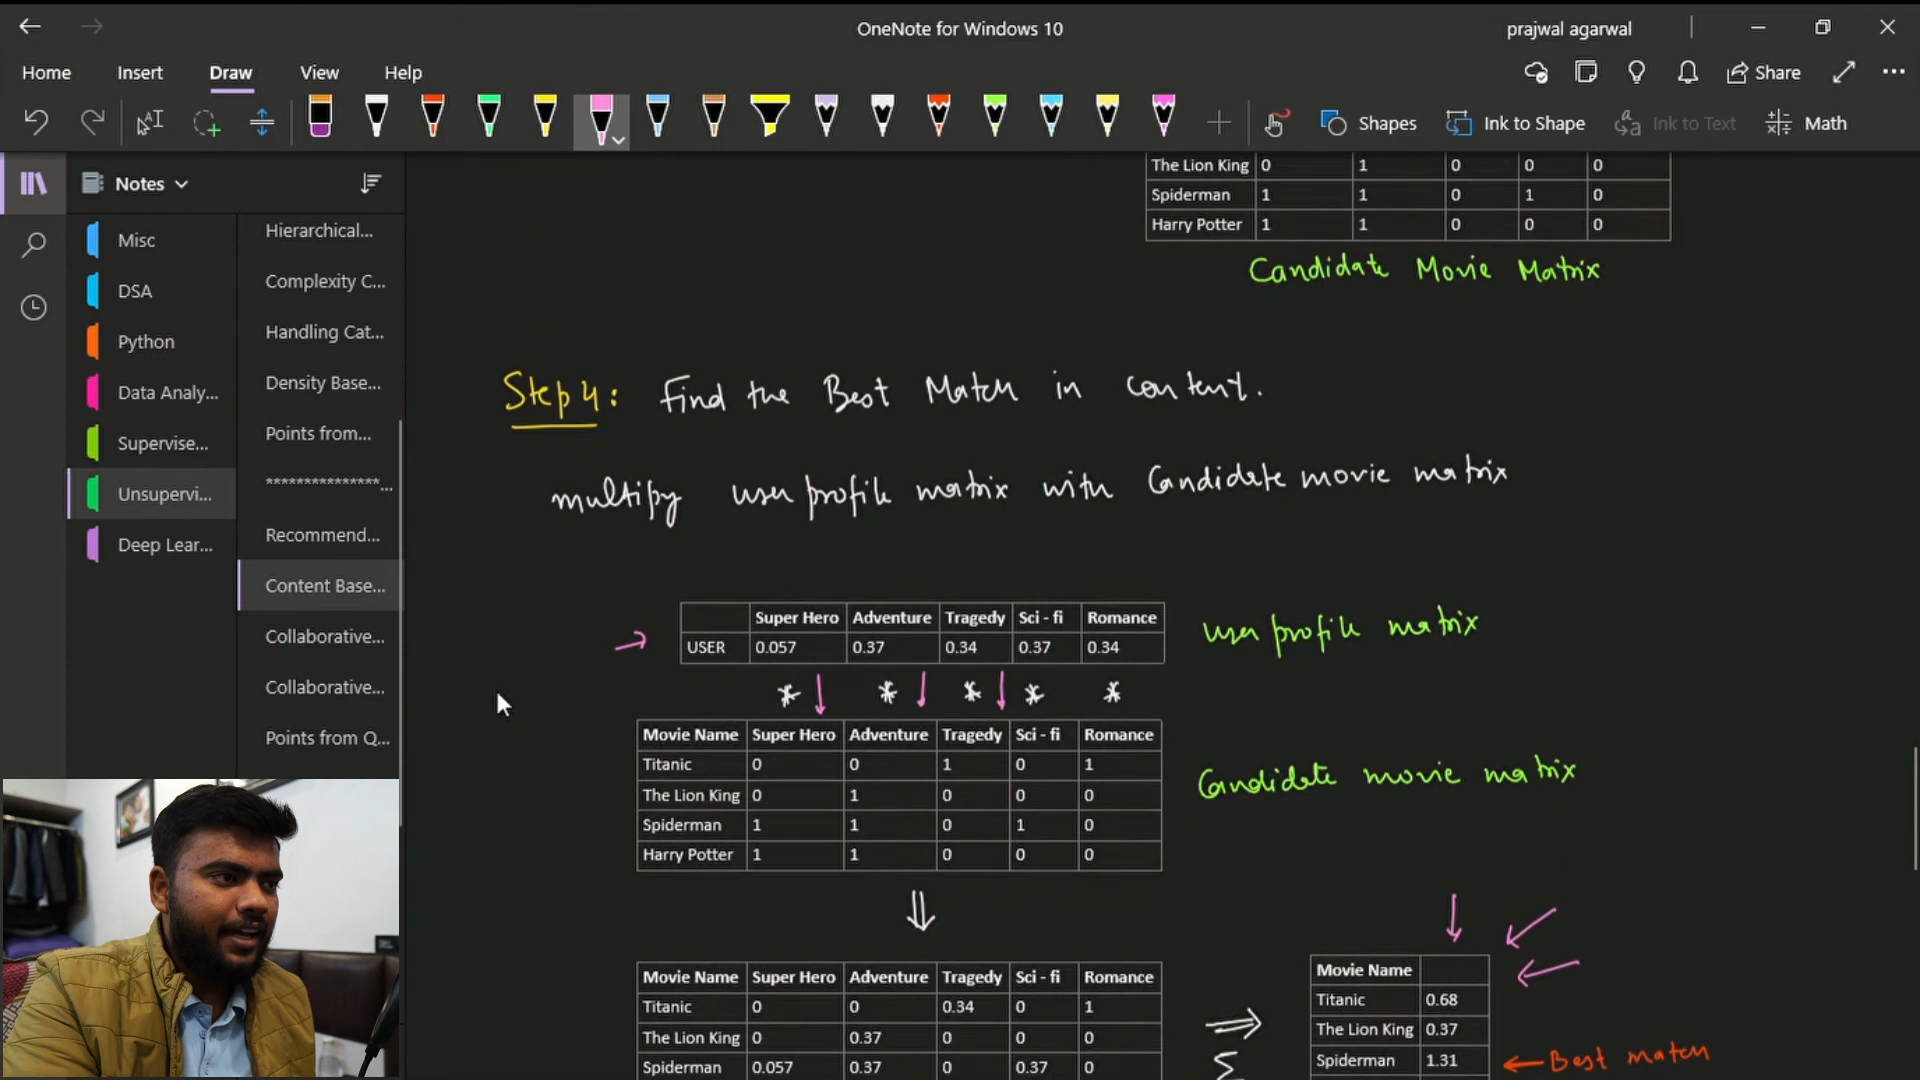 OneNote for Windows 10
prajwal agarwal
Home Insert Draw View Help
Share
Shapes Ink to Shape Ink to Text Math
Notes
Misc
DSA
Python
Data Analy...
Supervise...
Unsupervi...
Deep Lear...
Hierarchical...
Complexity C...
Handling Cat...
Density Base...
Points from...
***************...
Recommend...
Content Base...
Collaborative...
Collaborative...
Points from Q...
The Lion King 0 1 0 0 0
Spiderman 1 1 0 1 0
Harry Potter 1 1 0 0 0
Candidate Movie Matrix
Step 4: Find the Best Match in content.
multiply user profile matrix with Candidate movie matrix
Super Hero Adventure Tragedy Sci - fi Romance
USER 0.057 0.37 0.34 0.37 0.34
user profile matrix
* * * * *
Movie Name Super Hero Adventure Tragedy Sci - fi Romance
Titanic 0 0 1 0 1
The Lion King 0 1 0 0 0
Spiderman 1 1 0 1 0
Harry Potter 1 1 0 0 0
Candidate movie matrix
Movie Name Super Hero Adventure Tragedy Sci - fi Romance
Titanic 0 0 0.34 0 1
The Lion King 0 0.37 0 0 0
Spiderman 0.057 0.37 0 0.37 0
Σ
Movie Name
Titanic 0.68
The Lion King 0.37
Spiderman 1.31
Best match